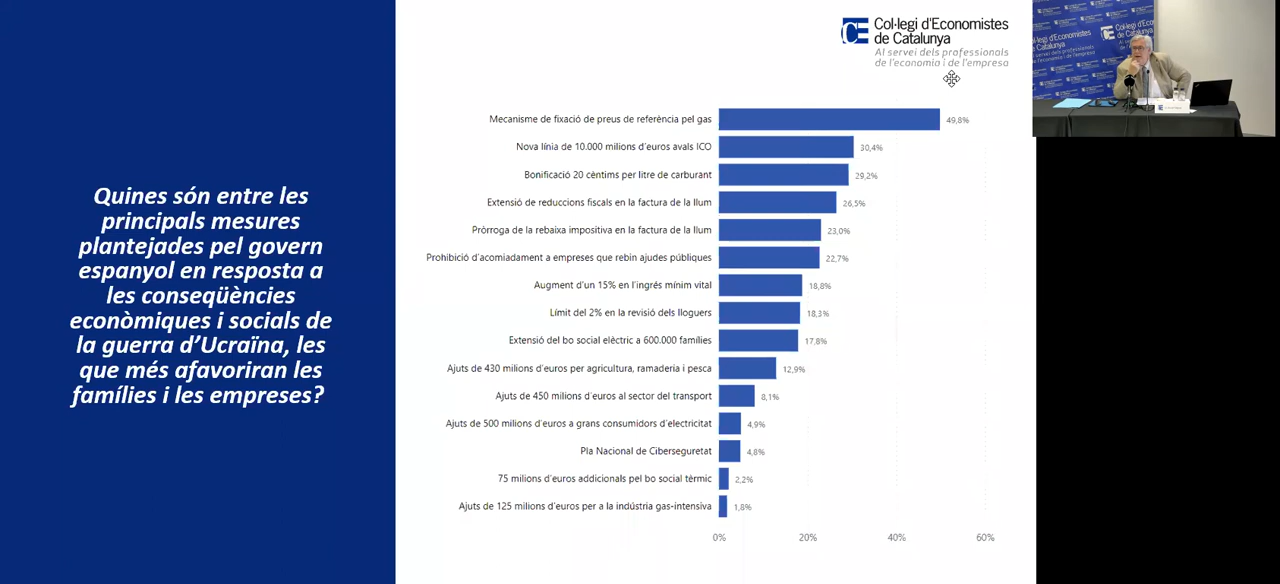 Quines són entre les
principals mesures
plantejades pel govern
espanyol en resposta a
les conseqüències
econòmiques i socials de
la guerra d'Ucraïna, les
que més afavoriran les
famílies i les empreses?
CE
Col·legi d'Economistes
de Catalunya
Al servei dels professionals
de l'economia i de l'empresa
Mecanisme de fixació de preus de referència pel gas 49,8%
Nova línia de 10.000 milions d'euros avals ICO 30,4%
Bonificació 20 cèntims per litre de carburant 29,2%
Extensió de reduccions fiscals en la factura de la llum 26,5%
Pròrroga de la rebaixa impositiva en la factura de la llum 23,0%
Prohibició d'acomiadament a empreses que rebin ajudes públiques 22,7%
Augment d'un 15% en l'ingrés mínim vital 18,8%
Límit del 2% en la revisió dels lloguers 18,3%
Extensió del bo social elèctric a 600.000 famílies 17,8%
Ajuts de 430 milions d'euros per agricultura, ramaderia i pesca 12,9%
Ajuts de 450 milions d'euros al sector del transport 8,1%
Ajuts de 500 milions d'euros a grans consumidors d'electricitat 4,9%
Pla Nacional de Ciberseguretat 4,8%
75 milions d'euros addicionals pel bo social tèrmic 2,2%
Ajuts de 125 milions d'euros per a la indústria gas-intensiva 1,8%
0% 20% 40% 60%
Col·legi d'Economistes
de Catalunya